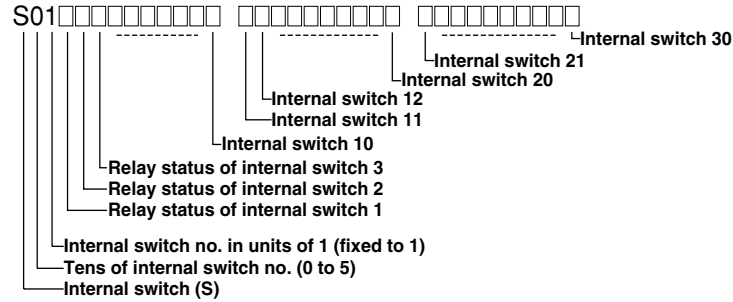 S01□□□□□□□□□□ □□□□□□□□□□ □□□□□□□□□□
Internal switch 30
Internal switch 21
Internal switch 20
Internal switch 12
Internal switch 11
Internal switch 10
Relay status of internal switch 3
Relay status of internal switch 2
Relay status of internal switch 1
Internal switch no. in units of 1 (fixed to 1)
Tens of internal switch no. (0 to 5)
Internal switch (S)